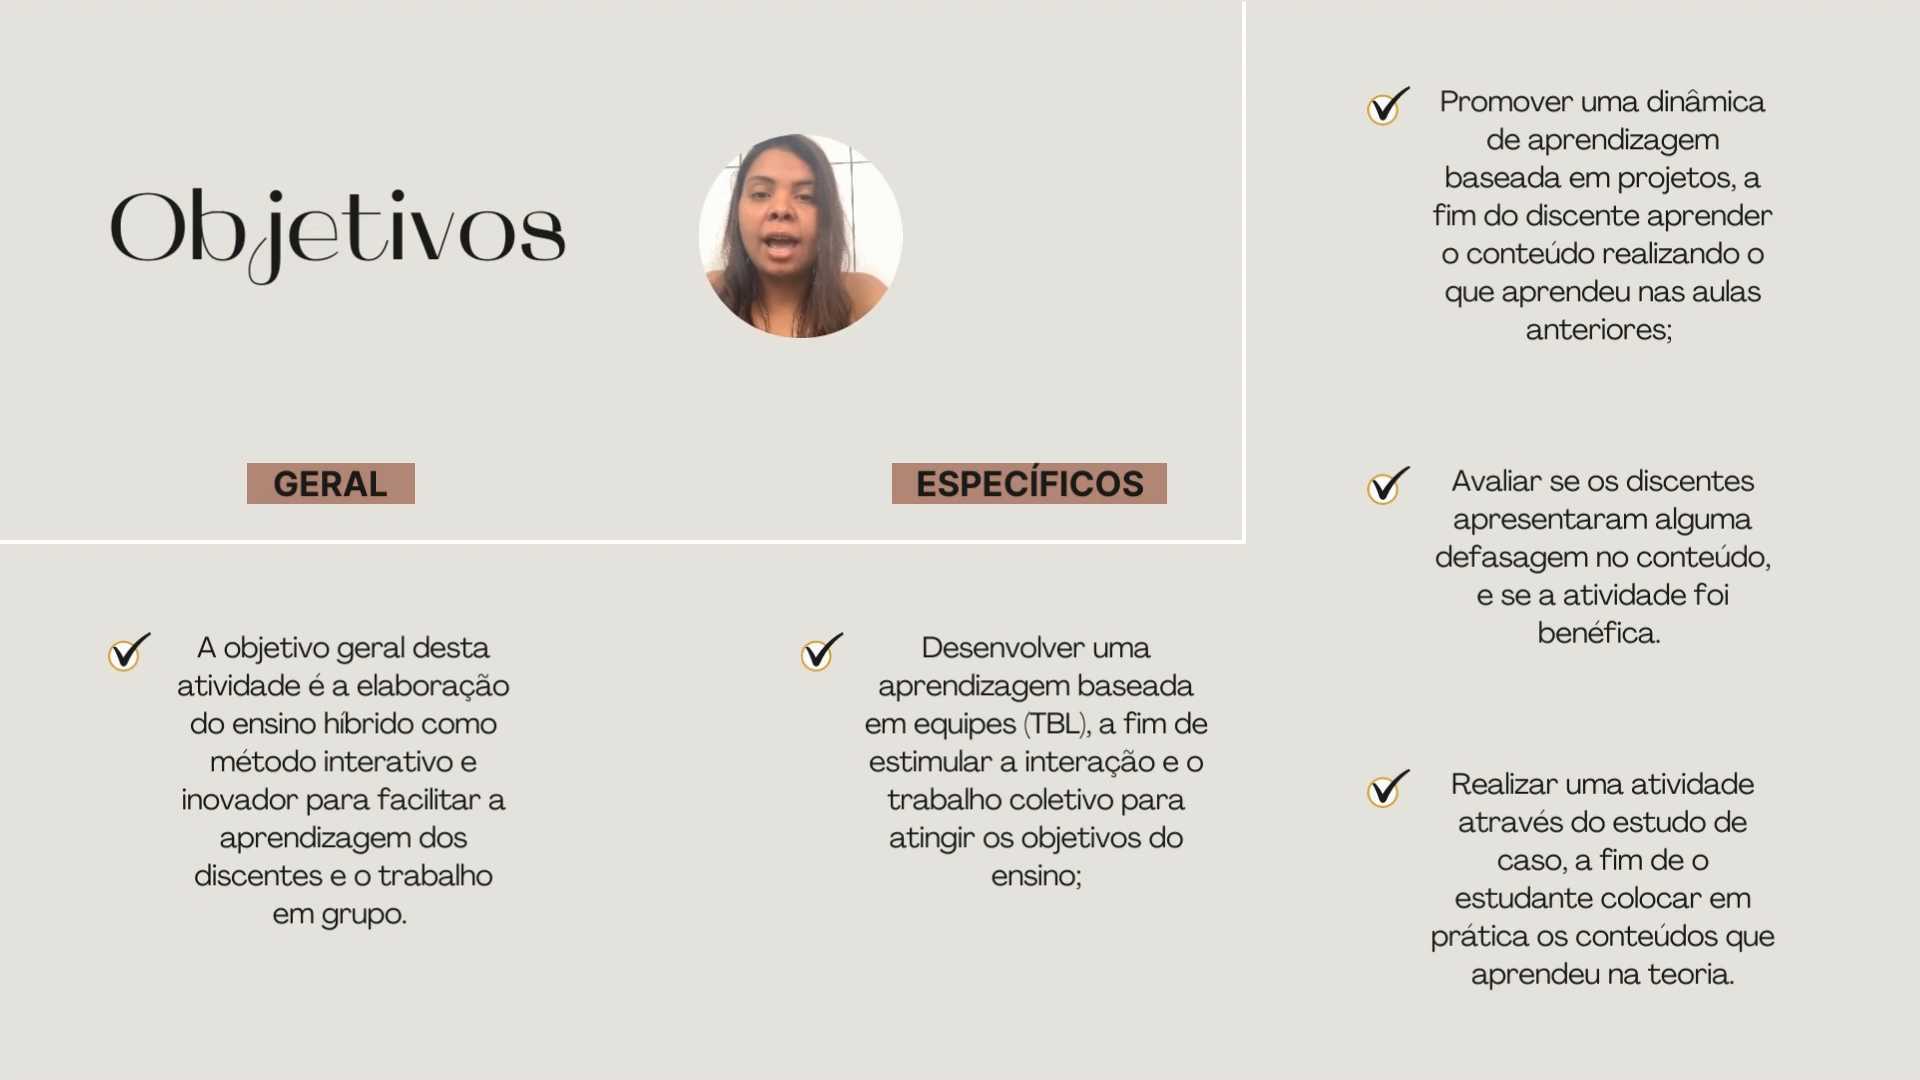 Objetivos
GERAL
A objetivo geral desta
atividade é a elaboração
do ensino híbrido como
método interativo e
inovador para facilitar a
aprendizagem dos
discentes e o trabalho
em grupo.
ESPECÍFICOS
Desenvolver uma
aprendizagem baseada
em equipes (TBL), a fim de
estimular a interação e o
trabalho coletivo para
atingir os objetivos do
ensino;
Promover uma dinâmica
de aprendizagem
baseada em projetos, a
fim do discente aprender
o conteúdo realizando o
que aprendeu nas aulas
anteriores;
Avaliar se os discentes
apresentaram alguma
defasagem no conteúdo,
e se a atividade foi
benéfica.
Realizar uma atividade
através do estudo de
caso, a fim de o
estudante colocar em
prática os conteúdos que
aprendeu na teoria.